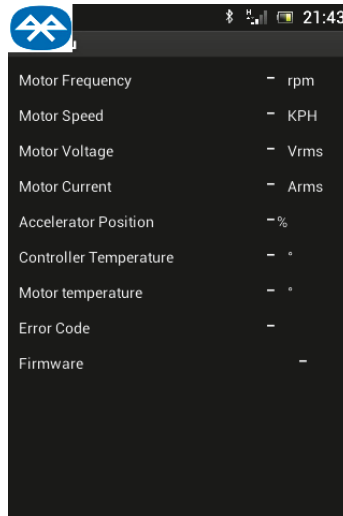 H 21:43
u
Motor Frequency - rpm
Motor Speed - KPH
Motor Voltage - Vrms
Motor Current - Arms
Accelerator Position -%
Controller Temperature - °
Motor temperature - °
Error Code -
Firmware -